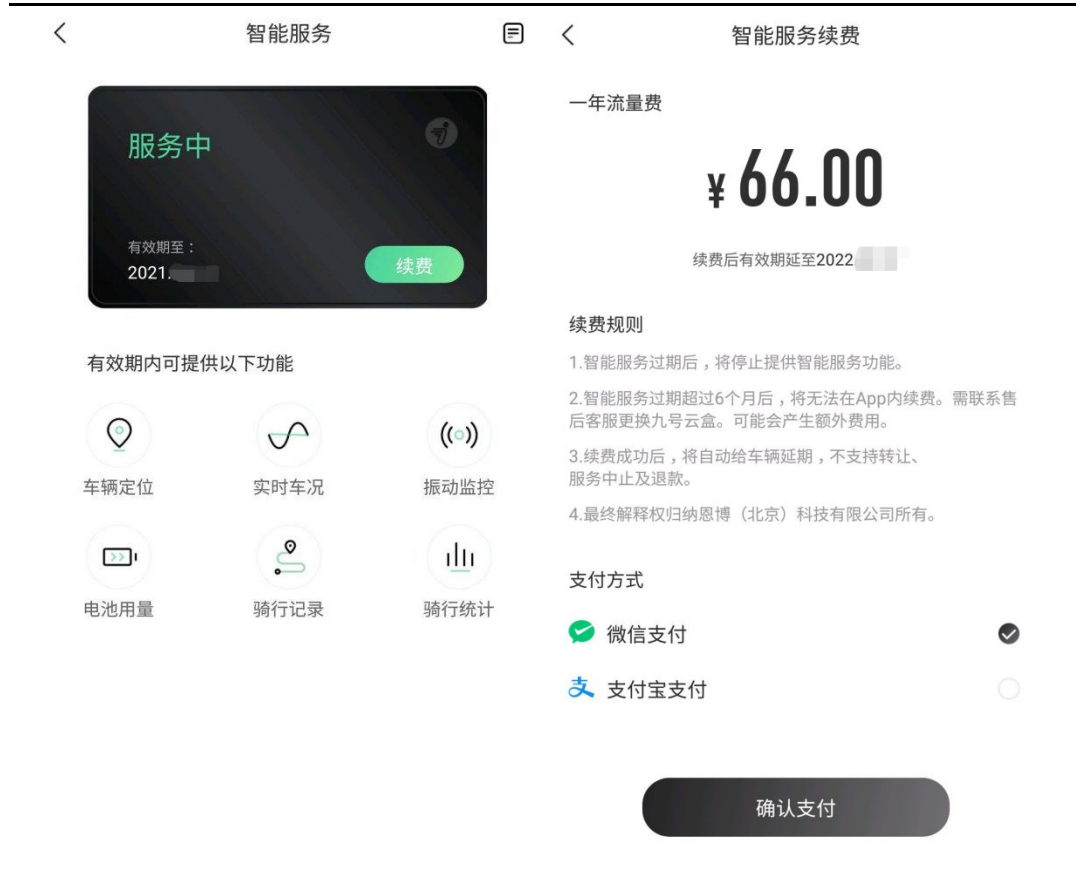 智能服务
服务中
有效期至：
2021.
续费
有效期内可提供以下功能
车辆定位
实时车况
振动监控
电池用量
骑行记录
骑行统计
智能服务续费
一年流量费
¥ 66.00
续费后有效期延至2022
续费规则
1.智能服务过期后，将停止提供智能服务功能。
2.智能服务过期超过6个月后，将无法在App内续费。需联系售
后客服更换九号云盒。可能会产生额外费用。
3.续费成功后，将自动给车辆延期，不支持转让、
服务中止及退款。
4.最终解释权归纳恩博（北京）科技有限公司所有。
支付方式
微信支付
支 支付宝支付
确认支付